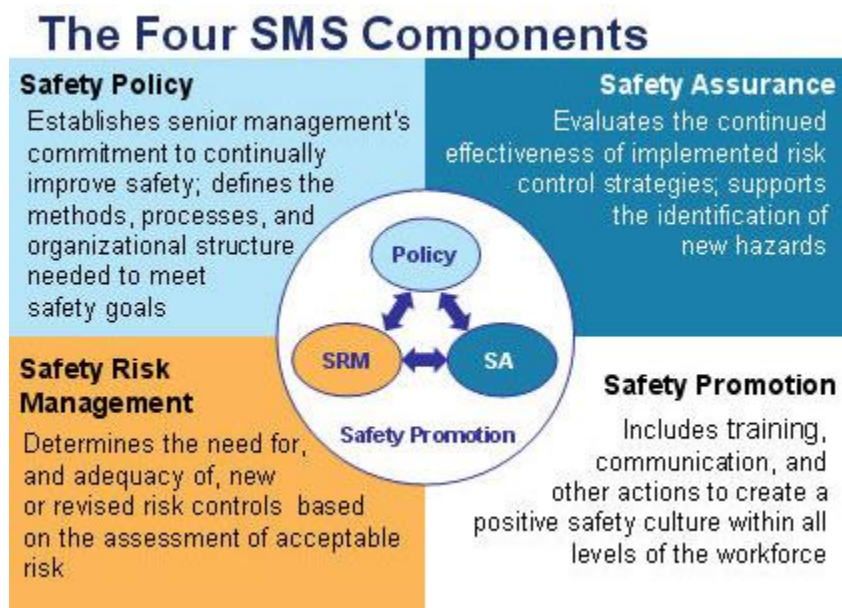 The Four SMS Components
Safety Policy
Establishes senior management's
commitment to continually
improve safety; defines the
methods, processes, and
organizational structure
needed to meet
safety goals
Safety Assurance
Evaluates the continued
effectiveness of implemented risk
control strategies; supports
the identification of
new hazards
Policy
SRM
SA
Safety Promotion
Safety Risk
Management
Determines the need for,
and adequacy of, new
or revised risk controls based
on the assessment of acceptable
risk
Safety Promotion
Includes training,
communication, and
other actions to create a
positive safety culture within all
levels of the workforce